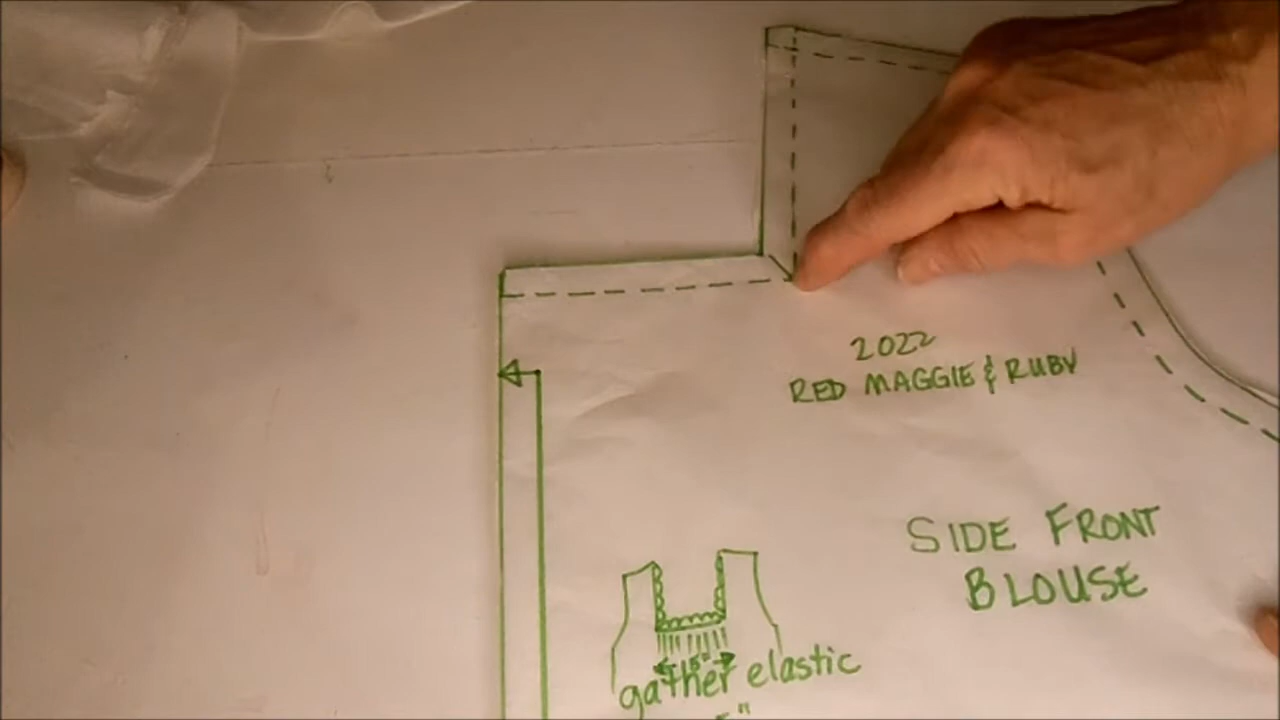 2022
RED MAGGIE & RUBY
SIDE FRONT
BLOUSE
gather elastic